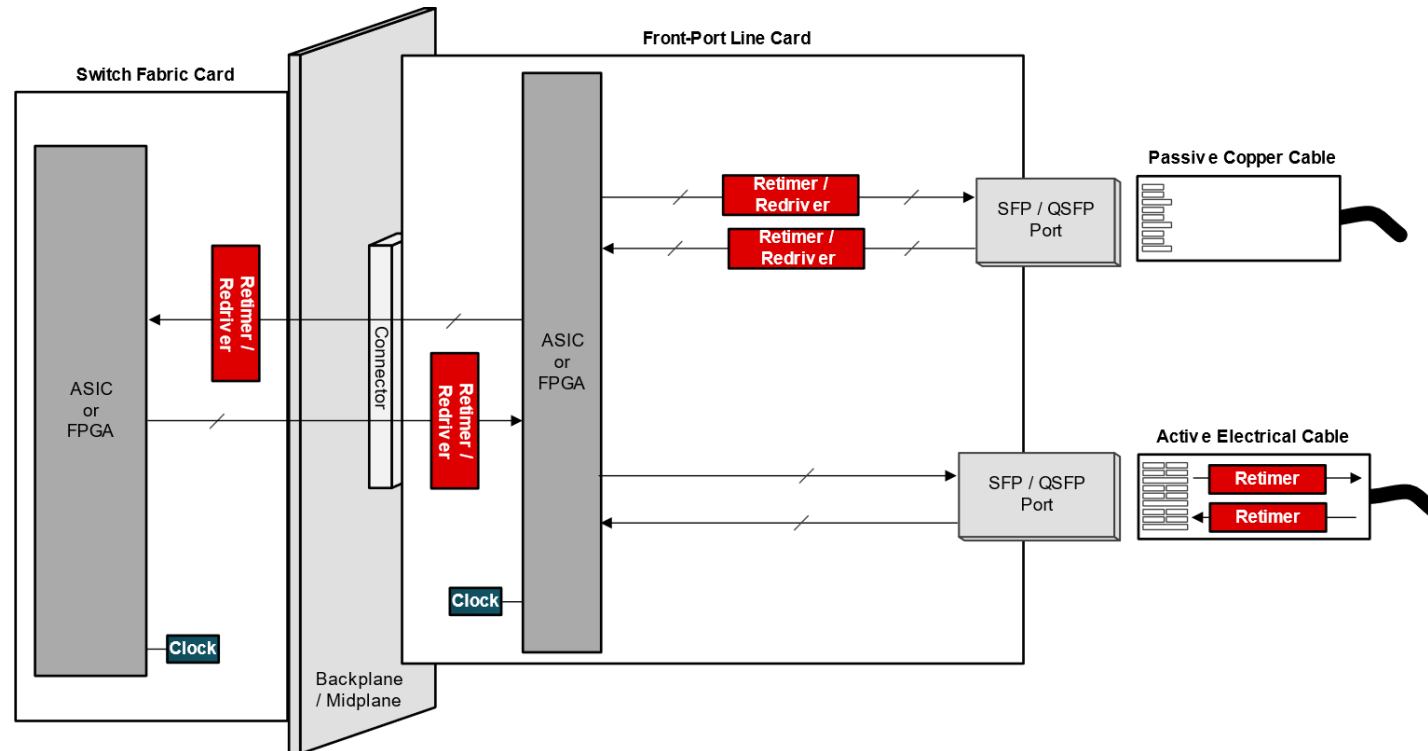 Front-Port Line Card
Switch Fabric Card
Passive Copper Cable
Retimer /
Redriver
SFP / QSFP
Port
Retimer /
Redriver
Retimer /
Redriver
Connector
ASIC
or
FPGA
Retimer /
Redriver
ASIC
or
FPGA
Active Electrical Cable
SFP / QSFP
Port
Retimer
Retimer
Clock
Clock
Backplane
/ Midplane